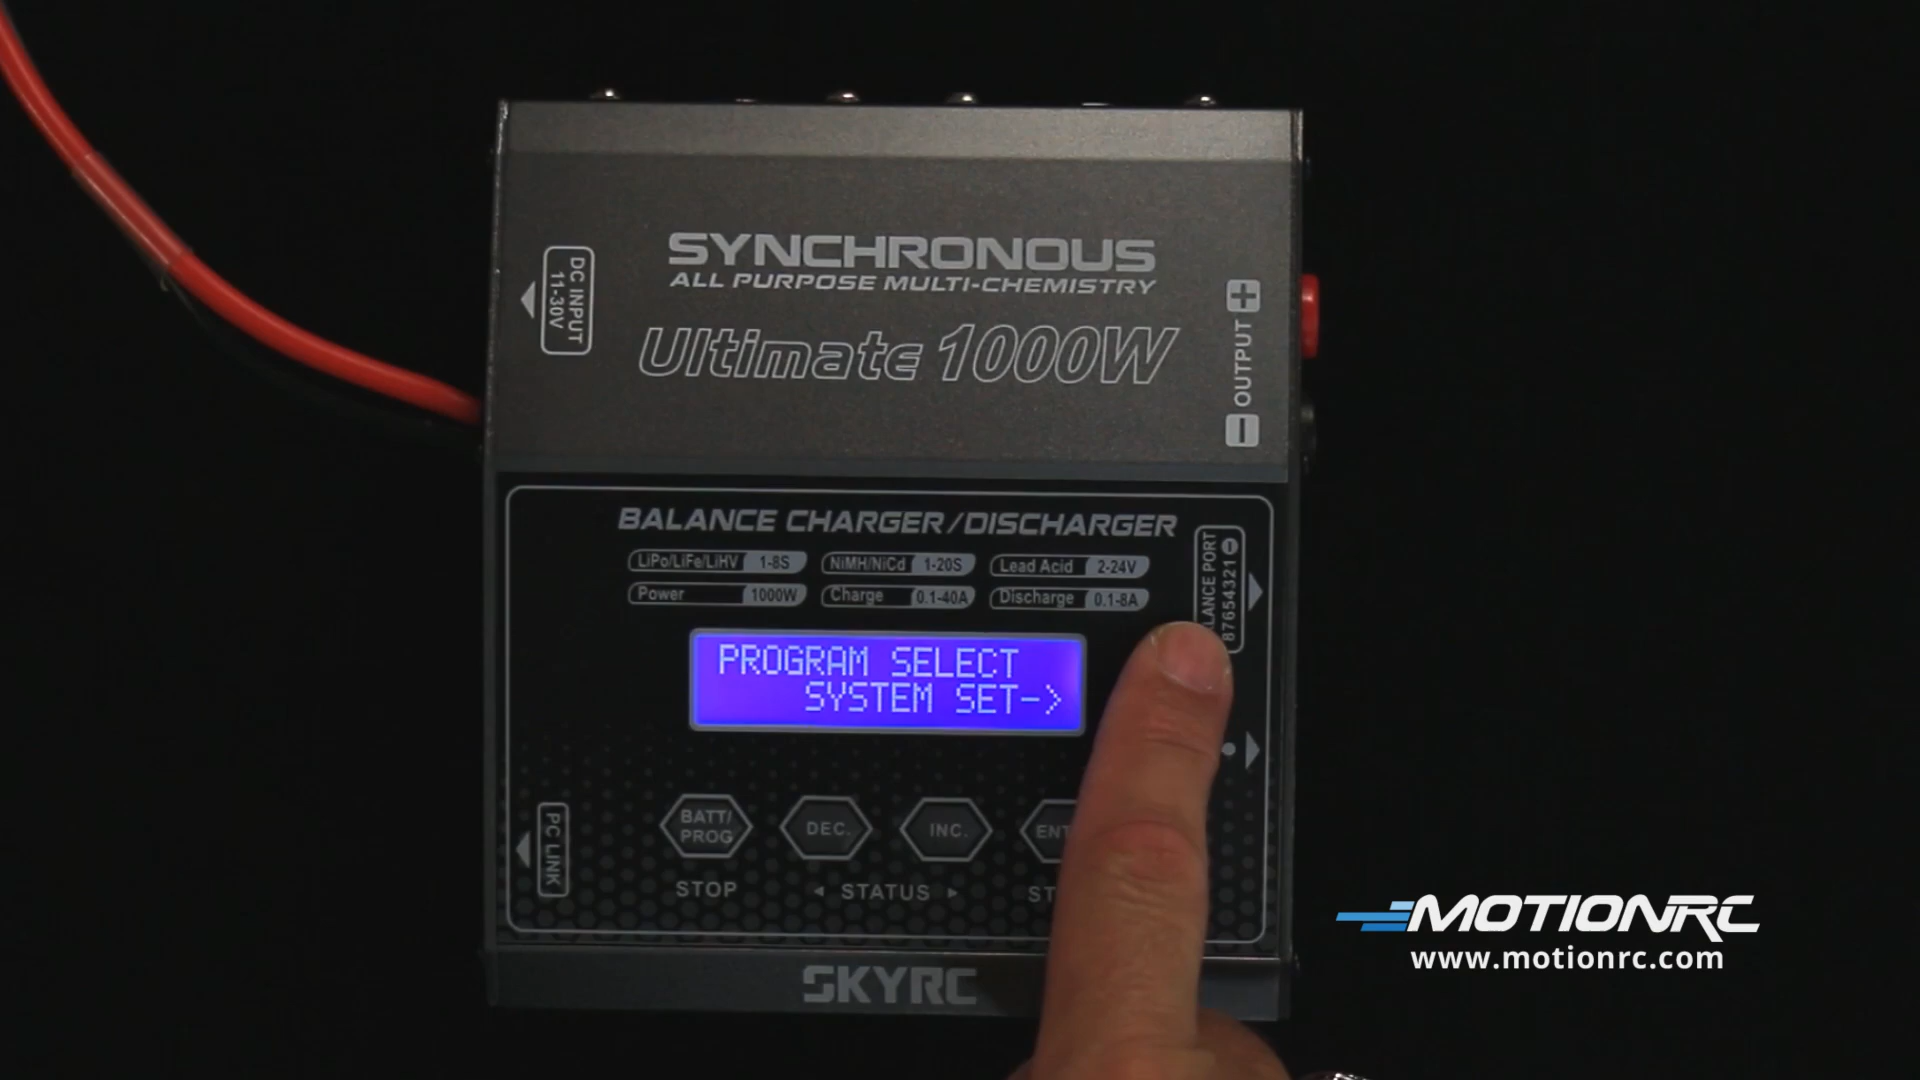 SYNCHRONOUS
ALL PURPOSE MULTI-CHEMISTRY
Ultimate 1000W
DC INPUT
11-30V
OUTPUT
BALANCE CHARGER/DISCHARGER
LiPo/LiFe/LiHV 1-8S
NiMH/NiCd 1-20S
Lead Acid 2-24V
Power 1000W
Charge 0.1-40A
Discharge 0.1-8A
PORT
87654321
PROGRAM SELECT
SYSTEM SET->
BATT/
PROG
DEC.
INC.
STOP
◄ STATUS ►
PC LINK
SKYRC
MOTIONRC
www.motionrc.com